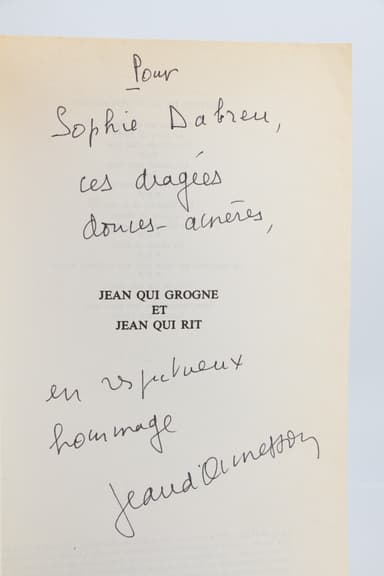 Pour
Sophie Dabreu,
ces dragées
douces-amères,
JEAN QUI GROGNE
ET
JEAN QUI RIT
en respectueux
hommage
Jean d'Ormesson